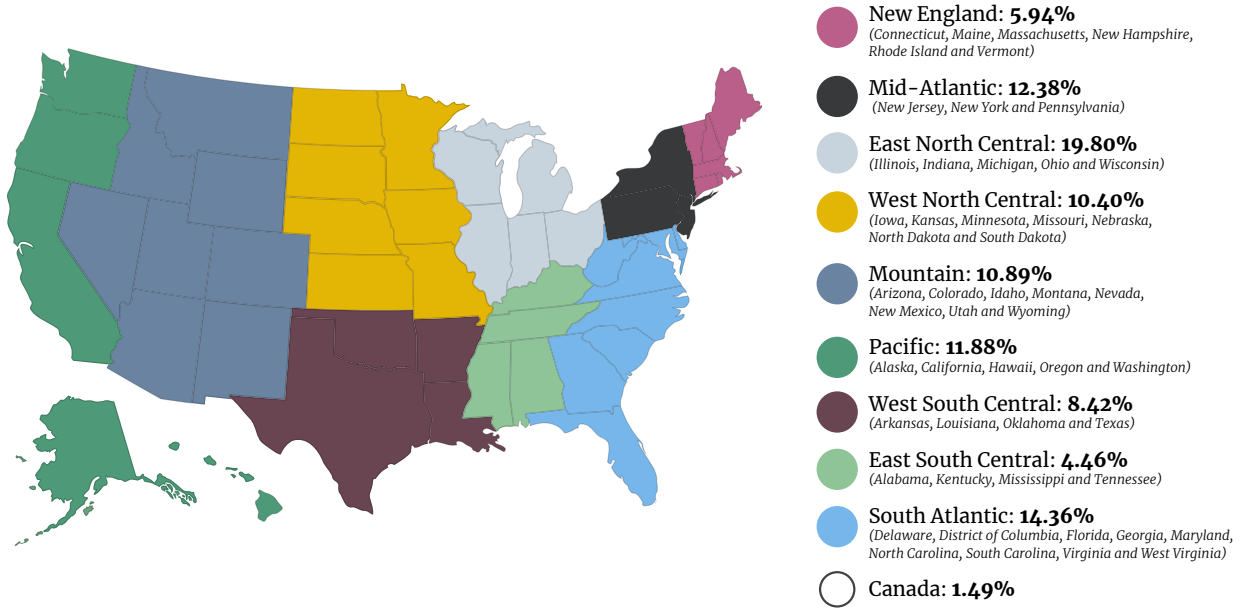 New England: 5.94%
(Connecticut, Maine, Massachusetts, New Hampshire,
Rhode Island and Vermont)
Mid-Atlantic: 12.38%
(New Jersey, New York and Pennsylvania)
East North Central: 19.80%
(Illinois, Indiana, Michigan, Ohio and Wisconsin)
West North Central: 10.40%
(Iowa, Kansas, Minnesota, Missouri, Nebraska,
North Dakota and South Dakota)
Mountain: 10.89%
(Arizona, Colorado, Idaho, Montana, Nevada,
New Mexico, Utah and Wyoming)
Pacific: 11.88%
(Alaska, California, Hawaii, Oregon and Washington)
West South Central: 8.42%
(Arkansas, Louisiana, Oklahoma and Texas)
East South Central: 4.46%
(Alabama, Kentucky, Mississippi and Tennessee)
South Atlantic: 14.36%
(Delaware, District of Columbia, Florida, Georgia, Maryland,
North Carolina, South Carolina, Virginia and West Virginia)
Canada: 1.49%